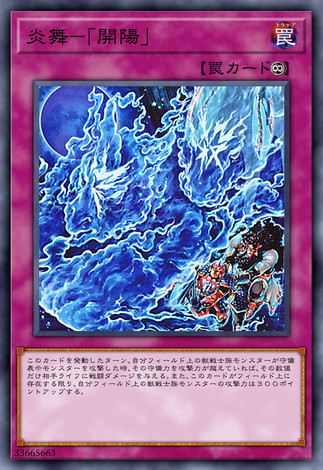 炎舞－「開陽」
トラップ
罠
【罠カード】
このカードを発動したターン、自分フィールド上の獣戦士族モンスターが守備
表示モンスターを攻撃した時、その守備力を攻撃力が超えていれば、その数値
だけ相手ライフに戦闘ダメージを与える。また、このカードがフィールド上に
存在する限り、自分フィールド上の獣戦士族モンスターの攻撃力は３００ポイ
ントアップする。
33665663